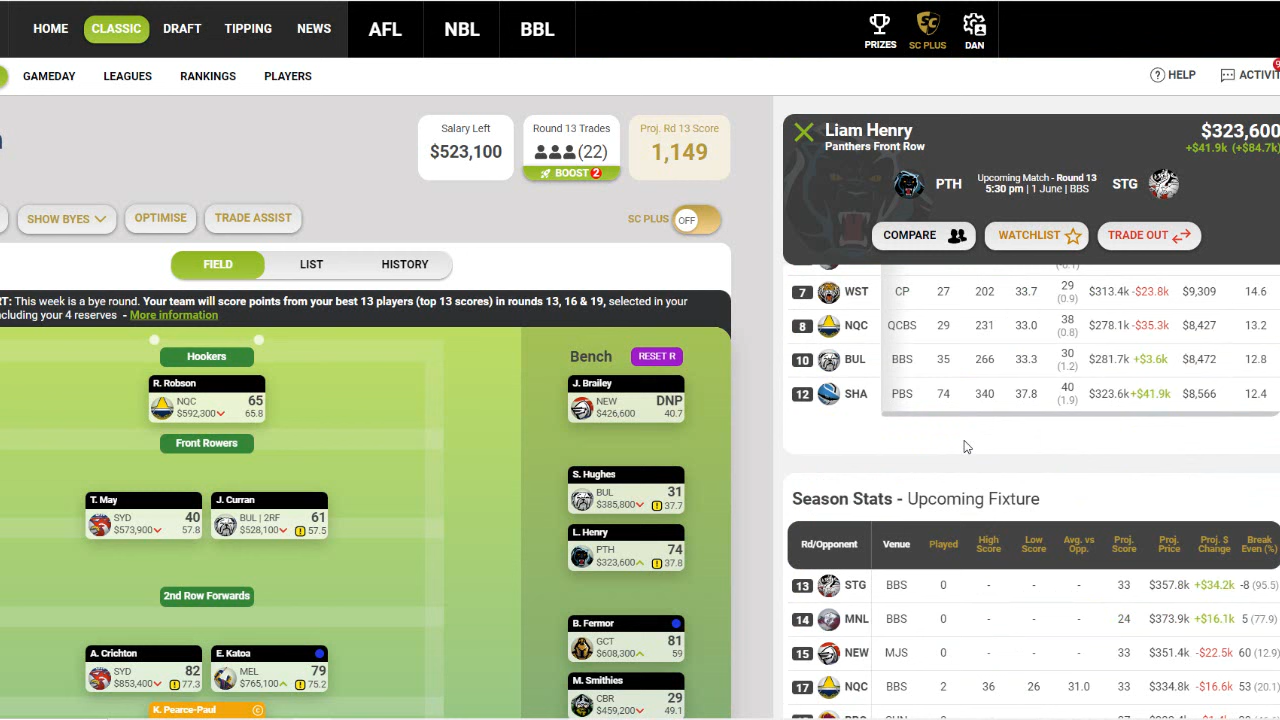 HOME CLASSIC DRAFT TIPPING NEWS AFL NBL BBL PRIZES SC PLUS DAN
GAMEDAY LEAGUES RANKINGS PLAYERS HELP ACTIVIT
Salary Left
$523,100
Round 13 Trades
(22)
BOOST 2
Proj. Rd 13 Score
1,149
SHOW BYES OPTIMISE TRADE ASSIST SC PLUS OFF
FIELD LIST HISTORY
RT: This week is a bye round. Your team will score points from your best 13 players (top 13 scores) in rounds 13, 16 & 19, selected in your
cluding your 4 reserves - More information
Hookers
R. Robson
NQC 65
$592,300 65.8
Front Rowers
T. May
SYD 40
$573,900 57.8
J. Curran
BUL | 2RF 61
$528,100 57.5
2nd Row Forwards
A. Crichton
SYD 82
$853,400 77.3
E. Katoa
MEL 79
$765,100 75.2
K. Pearce-Paul
Bench RESET R
J. Brailey
NEW DNP
$426,600 40.7
S. Hughes
BUL 31
$385,800 37.7
L. Henry
PTH 74
$323,600 37.8
B. Fermor
GCT 81
$608,300 59
M. Smithies
CBR 29
$459,200 49.1
Liam Henry $323,600
Panthers Front Row +$41.9k (+$84.7k)
PTH Upcoming Match - Round 13 STG
5:30 pm | 1 June | BBS
COMPARE WATCHLIST TRADE OUT
7 WST CP 27 202 33.7 29 (0.9) $313.4k -$23.8k $9,309 14.6
8 NQC QCBS 29 231 33.0 38 (0.8) $278.1k -$35.3k $8,427 13.2
10 BUL BBS 35 266 33.3 30 (1.2) $281.7k +$3.6k $8,472 12.8
12 SHA PBS 74 340 37.8 40 (1.9) $323.6k +$41.9k $8,566 12.4
Season Stats - Upcoming Fixture
Rd/Opponent Venue Played High Score Low Score Avg. vs Opp. Proj. Score Proj. Price Proj. $ Change Break Even (%)
13 STG BBS 0 - - - 33 $357.8k +$34.2k -8 (95.5)
14 MNL BBS 0 - - - 24 $373.9k +$16.1k 5 (77.9)
15 NEW MJS 0 - - - 33 $351.4k -$22.5k 60 (12.9)
17 NQC BBS 2 36 26 31.0 33 $334.8k -$16.6k 53 (20.1)